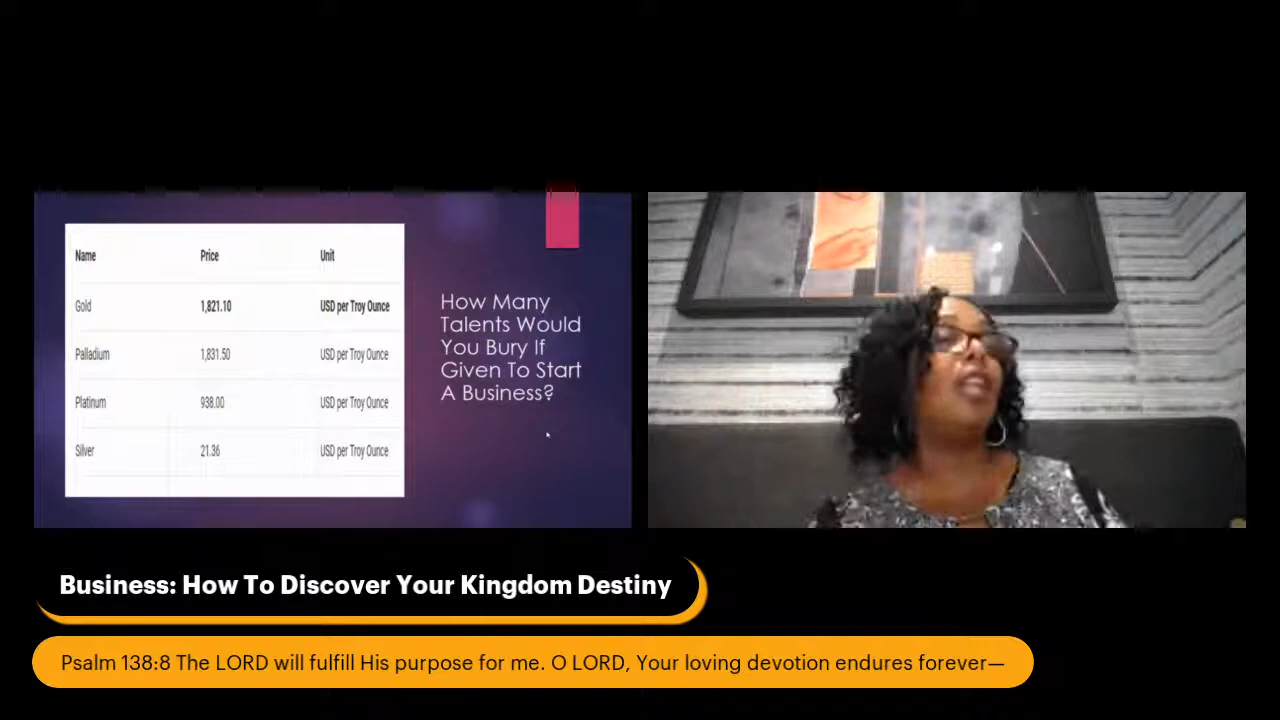 Name Price Unit
Gold 1,821.10 USD per Troy Ounce
Palladium 1,831.50 USD per Troy Ounce
Platinum 938.00 USD per Troy Ounce
Silver 21.36 USD per Troy Ounce
How Many
Talents Would
You Bury If
Given To Start
A Business?
Business: How To Discover Your Kingdom Destiny
Psalm 138:8 The LORD will fulfill His purpose for me. O LORD, Your loving devotion endures forever—